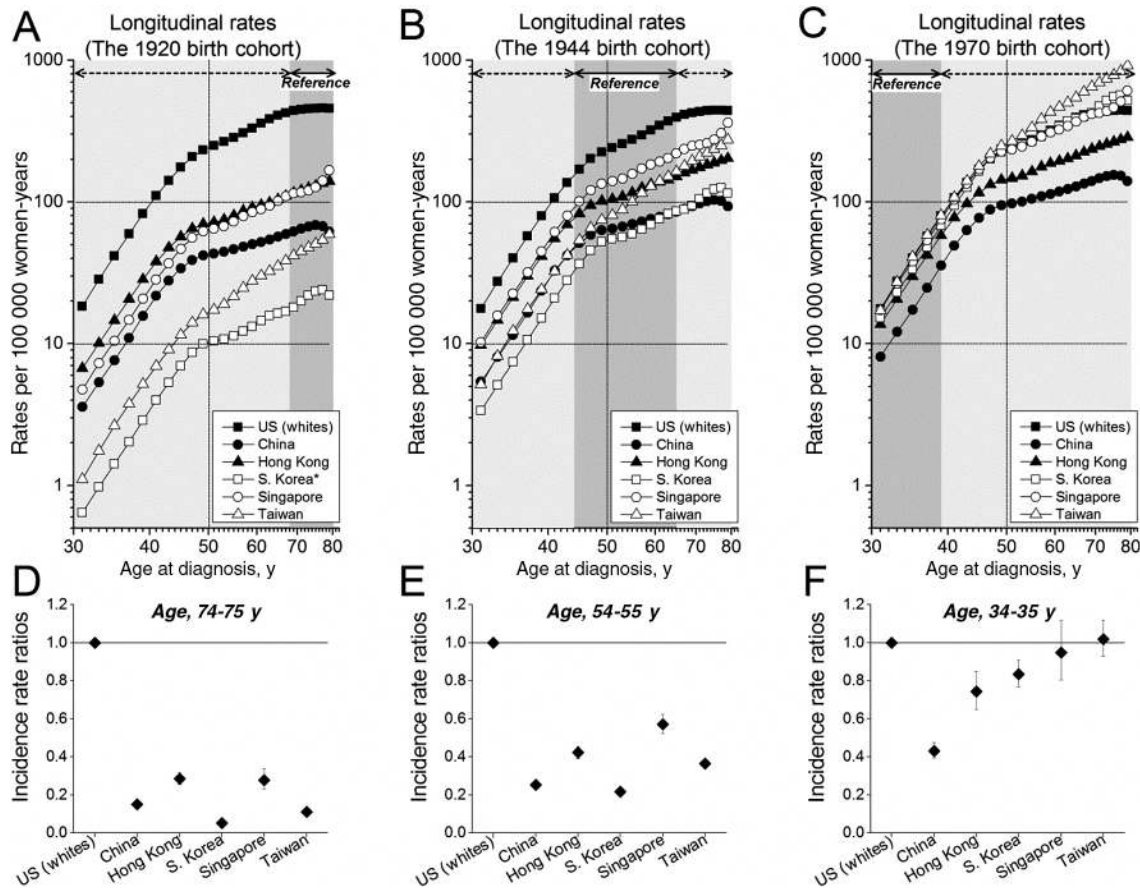 A
Longitudinal rates
(The 1920 birth cohort)
Rates per 100 000 women-years
1000
100
10
1
Reference
US (whites)
China
Hong Kong
S. Korea*
Singapore
Taiwan
30 40 50 60 70 80
Age at diagnosis, y
B
Longitudinal rates
(The 1944 birth cohort)
Rates per 100 000 women-years
1000
100
10
1
Reference
US (whites)
China
Hong Kong
S. Korea
Singapore
Taiwan
30 40 50 60 70 80
Age at diagnosis, y
C
Longitudinal rates
(The 1970 birth cohort)
Rates per 100 000 women-years
1000
100
10
1
Reference
US (whites)
China
Hong Kong
S. Korea
Singapore
Taiwan
30 40 50 60 70 80
Age at diagnosis, y
D
Age, 74-75 y
Incidence rate ratios
1.2
1.0
0.8
0.6
0.4
0.2
0.0
US (whites)
China
Hong Kong
S. Korea
Singapore
Taiwan
E
Age, 54-55 y
Incidence rate ratios
1.2
1.0
0.8
0.6
0.4
0.2
0.0
US (whites)
China
Hong Kong
S. Korea
Singapore
Taiwan
F
Age, 34-35 y
Incidence rate ratios
1.2
1.0
0.8
0.6
0.4
0.2
0.0
US (whites)
China
Hong Kong
S. Korea
Singapore
Taiwan